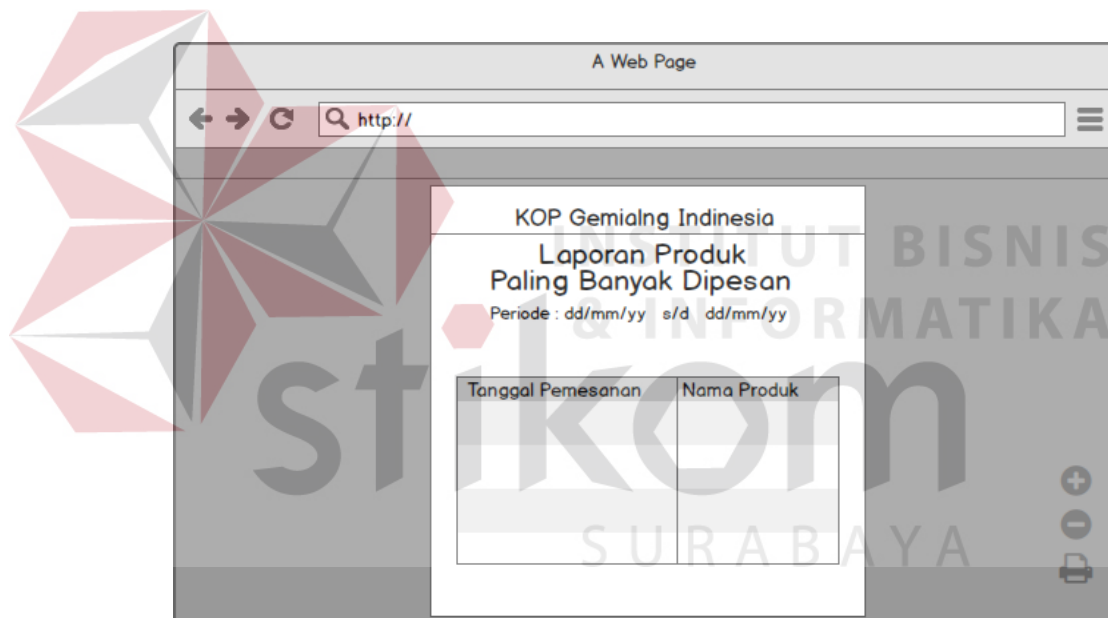 A Web Page
http://
KOP Gemialng Indinesia
Laporan Produk
Paling Banyak Dipesan
Periode : dd/mm/yy s/d dd/mm/yy
Tanggal Pemesanan Nama Produk
INSTITUT BISNIS
& INFORMATIKA
stikom
SURABAYA